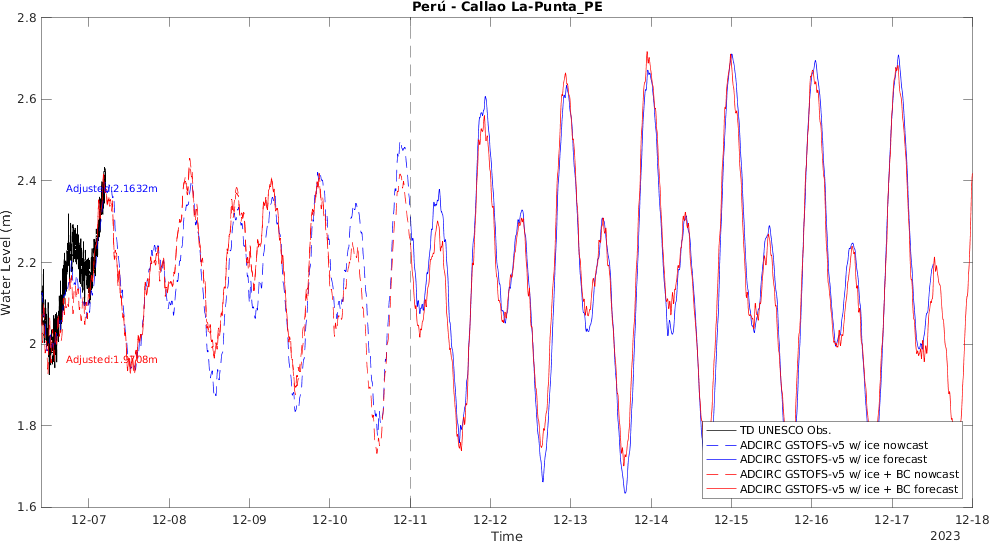 Perú - Callao La-Punta_PE
2.8
2.6
2.4
2.2
2
1.8
1.6
Water Level (m)
Adjusted:2.1632m
Adjusted:1.9708m
TD UNESCO Obs.
ADCIRC GSTOFS-v5 w/ ice nowcast
ADCIRC GSTOFS-v5 w/ ice forecast
ADCIRC GSTOFS-v5 w/ ice + BC nowcast
ADCIRC GSTOFS-v5 w/ ice + BC forecast
12-07 12-08 12-09 12-10 12-11 12-12 12-13 12-14 12-15 12-16 12-17 12-18
Time
2023